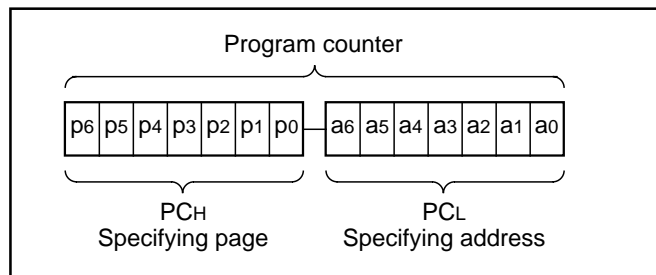 Program counter
p6 p5 p4 p3 p2 p1 p0 a6 a5 a4 a3 a2 a1 a0
PCH PCL
Specifying page Specifying address